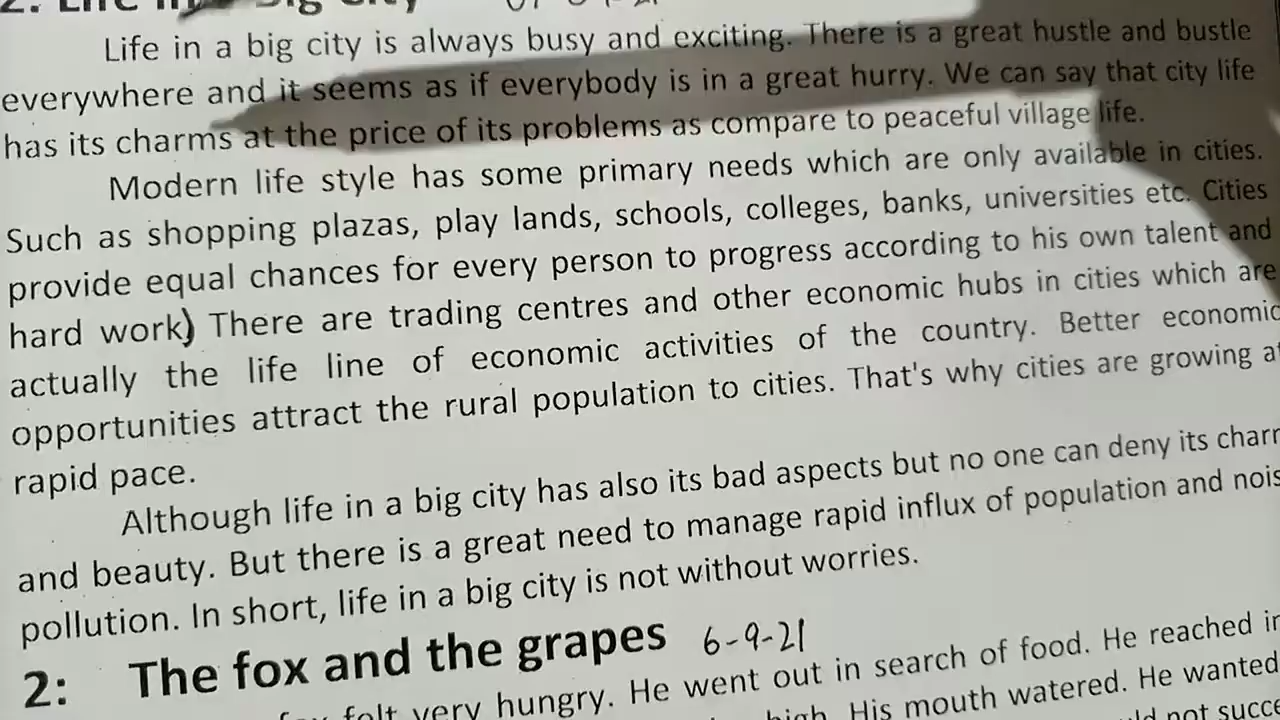 2. Life in a Big City
Life in a big city is always busy and exciting. There is a great hustle and bustle
everywhere and it seems as if everybody is in a great hurry. We can say that city life
has its charms at the price of its problems as compare to peaceful village life.
Modern life style has some primary needs which are only available in cities.
Such as shopping plazas, play lands, schools, colleges, banks, universities etc. Cities
provide equal chances for every person to progress according to his own talent and
hard work) There are trading centres and other economic hubs in cities which are
actually the life line of economic activities of the country. Better economic
opportunities attract the rural population to cities. That's why cities are growing at
rapid pace.
Although life in a big city has also its bad aspects but no one can deny its
and beauty. But there is a great need to manage rapid influx of population and
pollution. In short, life in a big city is not without worries.
2: The fox and the grapes 6-9-21
felt very hungry. He went out in search of food. He reached
high. His mouth watered. He wanted
not